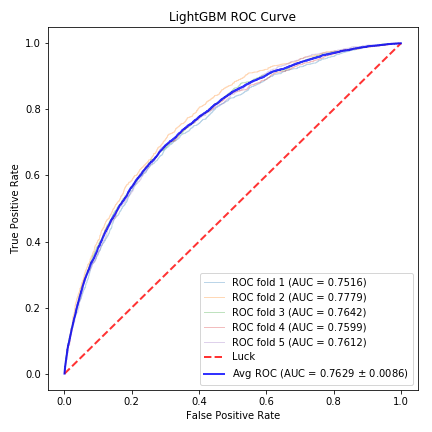 LightGBM ROC Curve
True Positive Rate
1.0
0.8
0.6
0.4
0.2
0.0
ROC fold 1 (AUC = 0.7516)
ROC fold 2 (AUC = 0.7779)
ROC fold 3 (AUC = 0.7642)
ROC fold 4 (AUC = 0.7599)
ROC fold 5 (AUC = 0.7612)
Luck
Avg ROC (AUC = 0.7629 ± 0.0086)
0.0 0.2 0.4 0.6 0.8 1.0
False Positive Rate